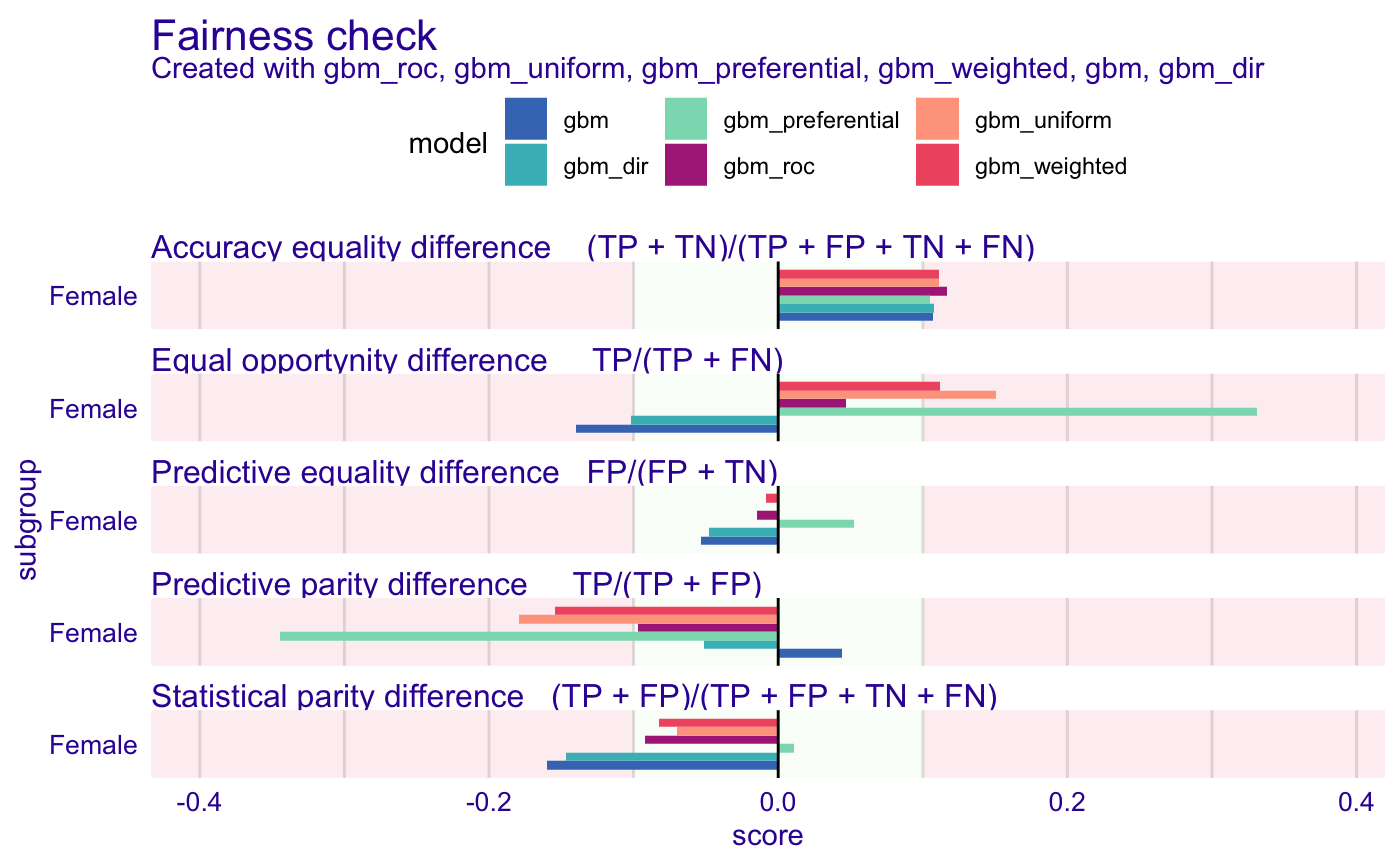 Fairness check
Created with gbm_roc, gbm_uniform, gbm_preferential, gbm_weighted, gbm, gbm_dir
model
gbm
gbm_preferential
gbm_uniform
gbm_dir
gbm_roc
gbm_weighted
Accuracy equality difference (TP + TN)/(TP + FP + TN + FN)
Female
Equal opportynity difference TP/(TP + FN)
Female
Predictive equality difference FP/(FP + TN)
Female
Predictive parity difference TP/(TP + FP)
Female
Statistical parity difference (TP + FP)/(TP + FP + TN + FN)
Female
subgroup
-0.4 -0.2 0.0 0.2 0.4
score